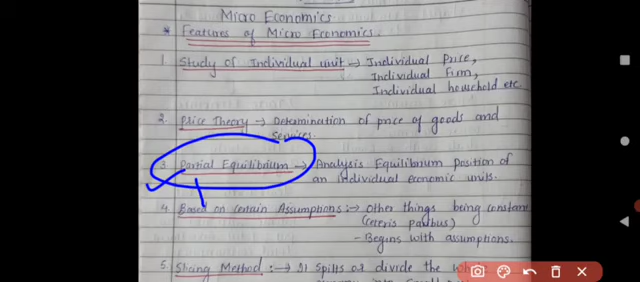 Micro Economics
* Features of Micro Economics.
1. Study of Individual unit → Individual Price,
Individual Firm,
Individual household etc.
2. Price Theory → Determination of price of goods and
services.
3. Partial Equilibrium → Analysis Equilibrium position of
an individual economic units.
4. Based on Certain Assumptions :→ Other things being constant
(ceteris paribus)
- Begins with assumptions.
5. Slicing Method :→ It splits or divide the